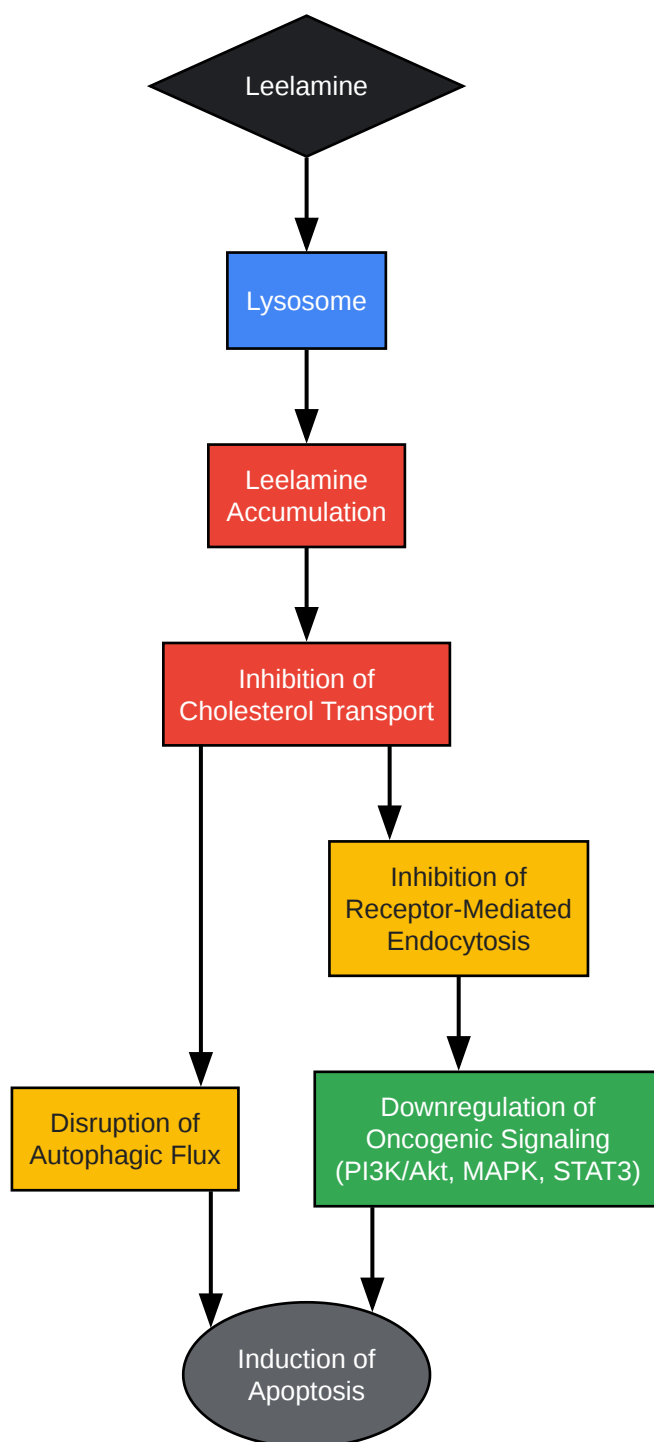 Leelamine
Lysosome
Leelamine
Accumulation
Inhibition of
Cholesterol Transport
Inhibition of
Receptor-Mediated
Endocytosis
Disruption of
Autophagic Flux
Downregulation of
Oncogenic Signaling
(PI3K/Akt, MAPK, STAT3)
Induction of
Apoptosis